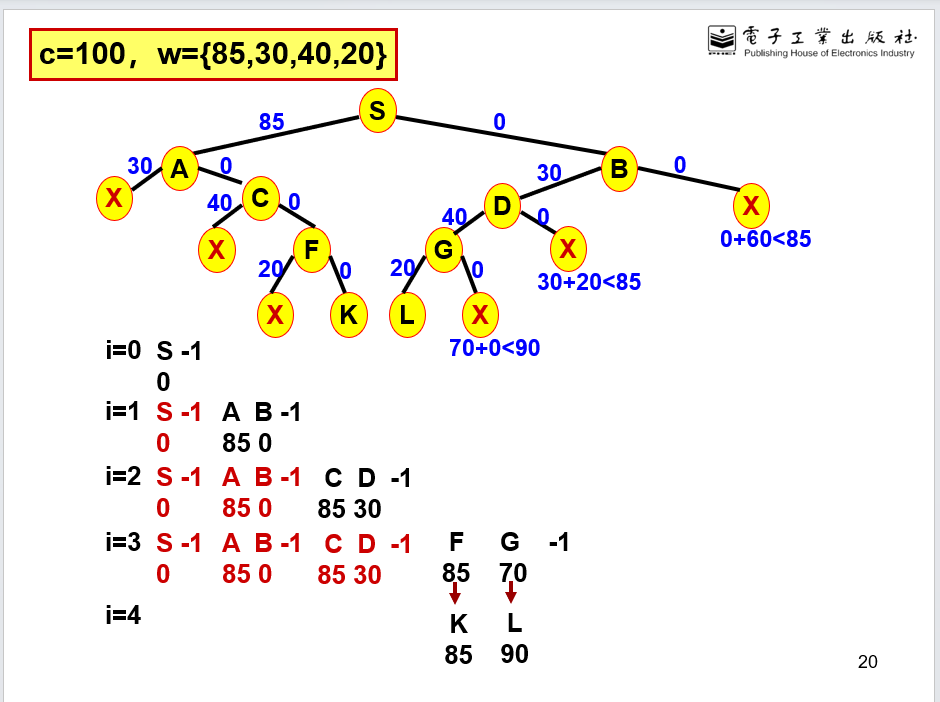 c=100，w={85,30,40,20}
電子工業出版社
PHEI Publishing House of Electronics Industry
S
85 0
30 A 0 30 B 0
X 40 C 0 40 D 0 X
0+60<85
X 20 F 0 20 G 0 X
30+20<85
X K L X
70+0<90
i=0 S -1
0
i=1 S -1 A B -1
0 85 0
i=2 S -1 A B -1 C D -1
0 85 0 85 30
i=3 S -1 A B -1 C D -1 F G -1
0 85 0 85 30 85 70
i=4 K L
85 90
20